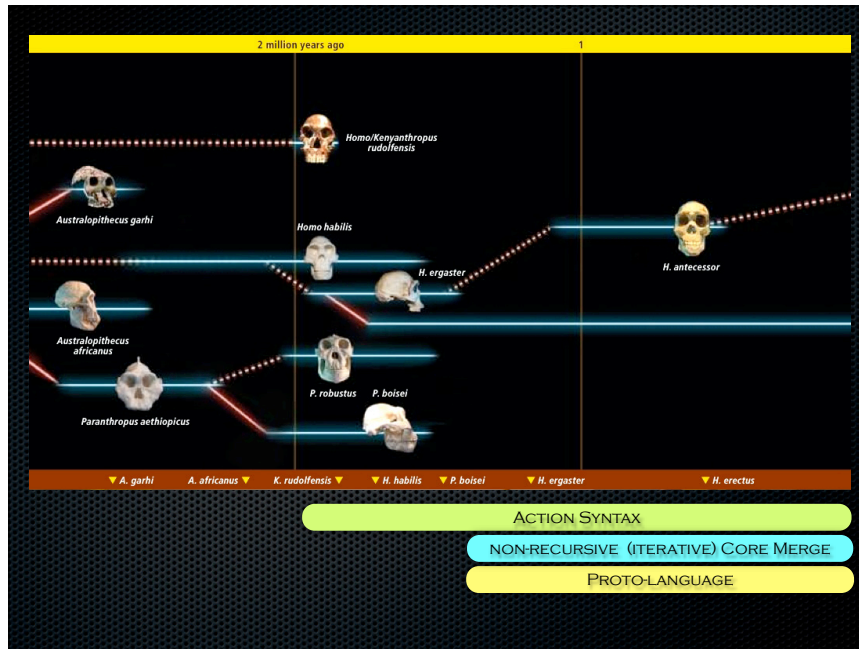 2 million years ago 1
Homo/Kenyanthropus
rudolfensis
Australopithecus garhi
Homo habilis
H. ergaster
H. antecessor
Australopithecus
africanus
P. robustus P. boisei
Paranthropus aethiopicus
▼ A. garhi A. africanus ▼ K. rudolfensis ▼ ▼ H. habilis ▼ P. boisei ▼ H. ergaster ▼ H. erectus
Action Syntax
non-recursive (iterative) Core Merge
Proto-language